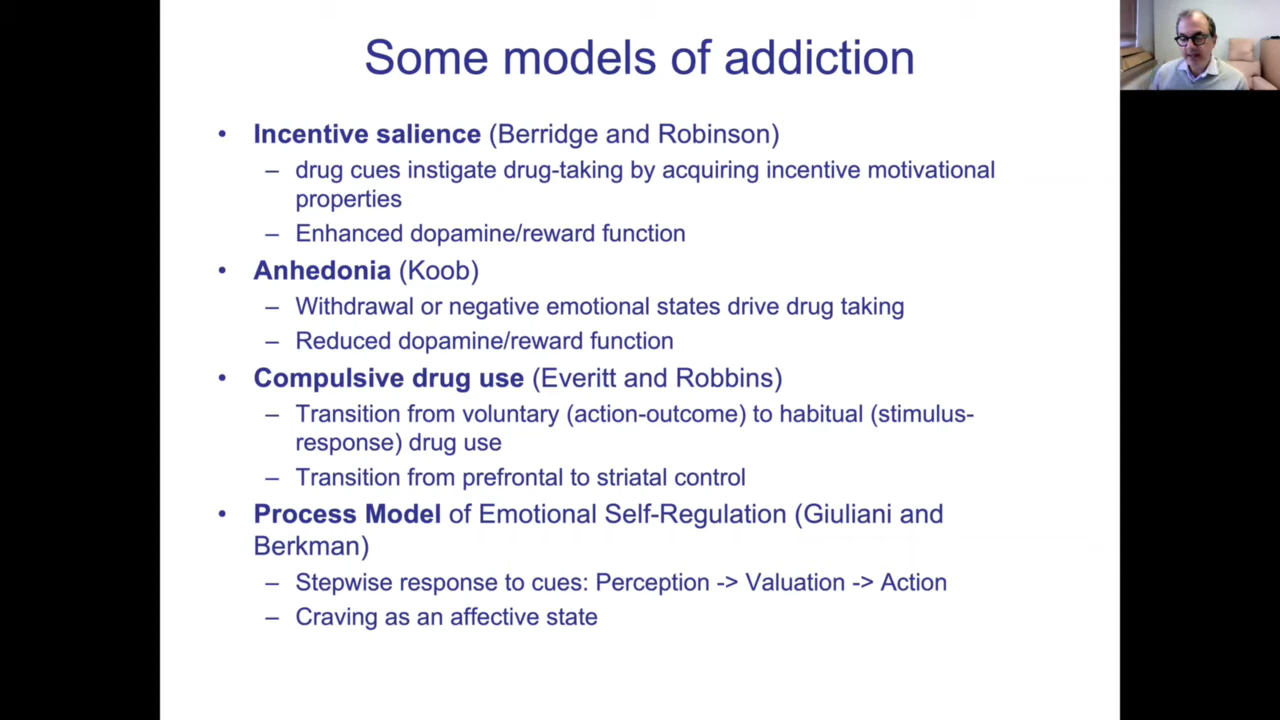 Some models of addiction
• Incentive salience (Berridge and Robinson)
– drug cues instigate drug-taking by acquiring incentive motivational
properties
– Enhanced dopamine/reward function
• Anhedonia (Koob)
– Withdrawal or negative emotional states drive drug taking
– Reduced dopamine/reward function
• Compulsive drug use (Everitt and Robbins)
– Transition from voluntary (action-outcome) to habitual (stimulus-
response) drug use
– Transition from prefrontal to striatal control
• Process Model of Emotional Self-Regulation (Giuliani and
Berkman)
– Stepwise response to cues: Perception -> Valuation -> Action
– Craving as an affective state